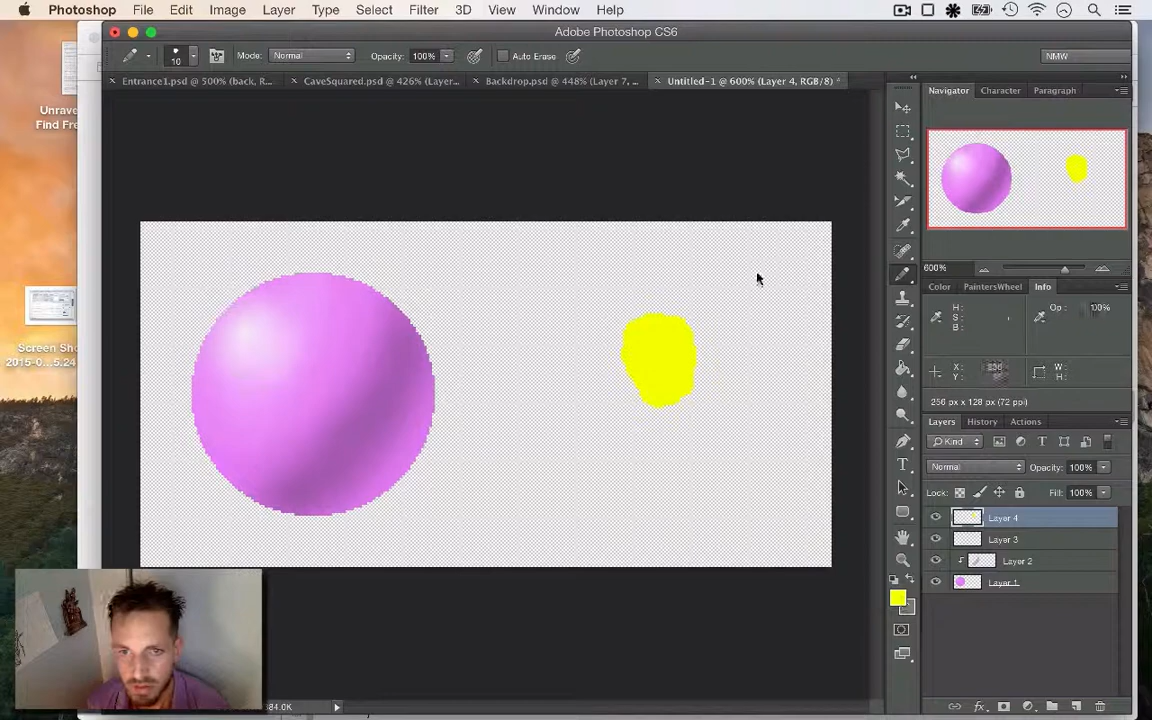 Photoshop File Edit Image Layer Type Select Filter 3D View Window Help
Adobe Photoshop CS6
10 Mode: Normal Opacity: 100% Auto Erase NMW
Entrance1.psd @ 500% (back, R... CaveSquared.psd @ 426% (Layer... Backdrop.psd @ 448% (Layer 7, ... Untitled-1 @ 600% (Layer 4, RGB/8) *
Navigator Character Paragraph
Unrave
Find Fre
600%
Color PaintersWheel Info
H:
S:
B:
Op: 100%
X:
Y:
W:
H:
256 px x 128 px (72 ppi)
Layers History Actions
Kind
Normal Opacity: 100%
Lock: Fill: 100%
Layer 4
Layer 3
Layer 2
Layer 1
Screen Sho
2015-0...5.24
84.0K